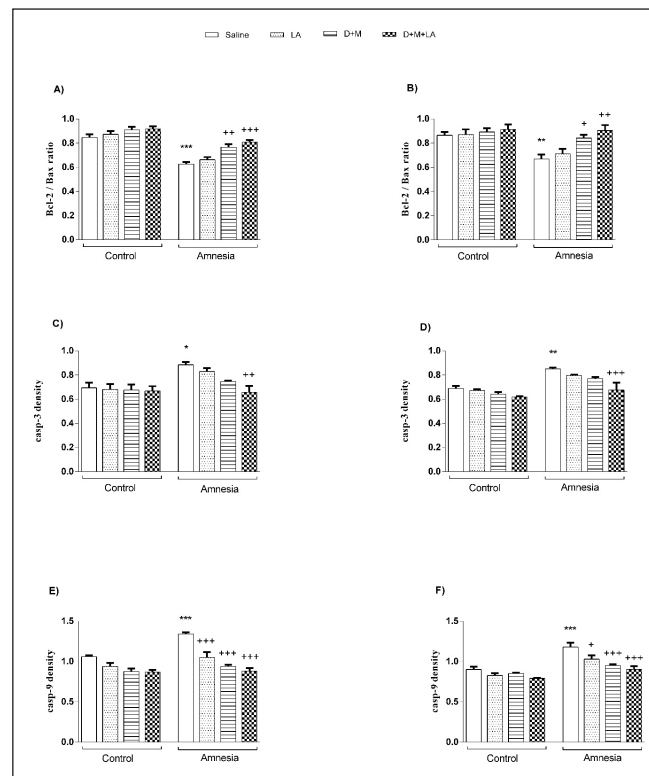 Saline LA D+M D+M+LA
A)
Bcl-2 / Bax ratio
1.0
0.8
0.6
0.4
0.2
0.0
***
++
+++
Control Amnesia
B)
Bcl-2 / Bax ratio
1.0
0.8
0.6
0.4
0.2
0.0
**
+
++
Control Amnesia
C)
casp-3 density
1.0
0.8
0.6
0.4
0.2
0.0
*
++
Control Amnesia
D)
casp-3 density
1.0
0.8
0.6
0.4
0.2
0.0
**
+++
Control Amnesia
E)
casp-9 density
1.5
1.0
0.5
0.0
***
+++
+++
+++
Control Amnesia
F)
casp-9 density
1.5
1.0
0.5
0.0
***
+
+++
+++
Control Amnesia